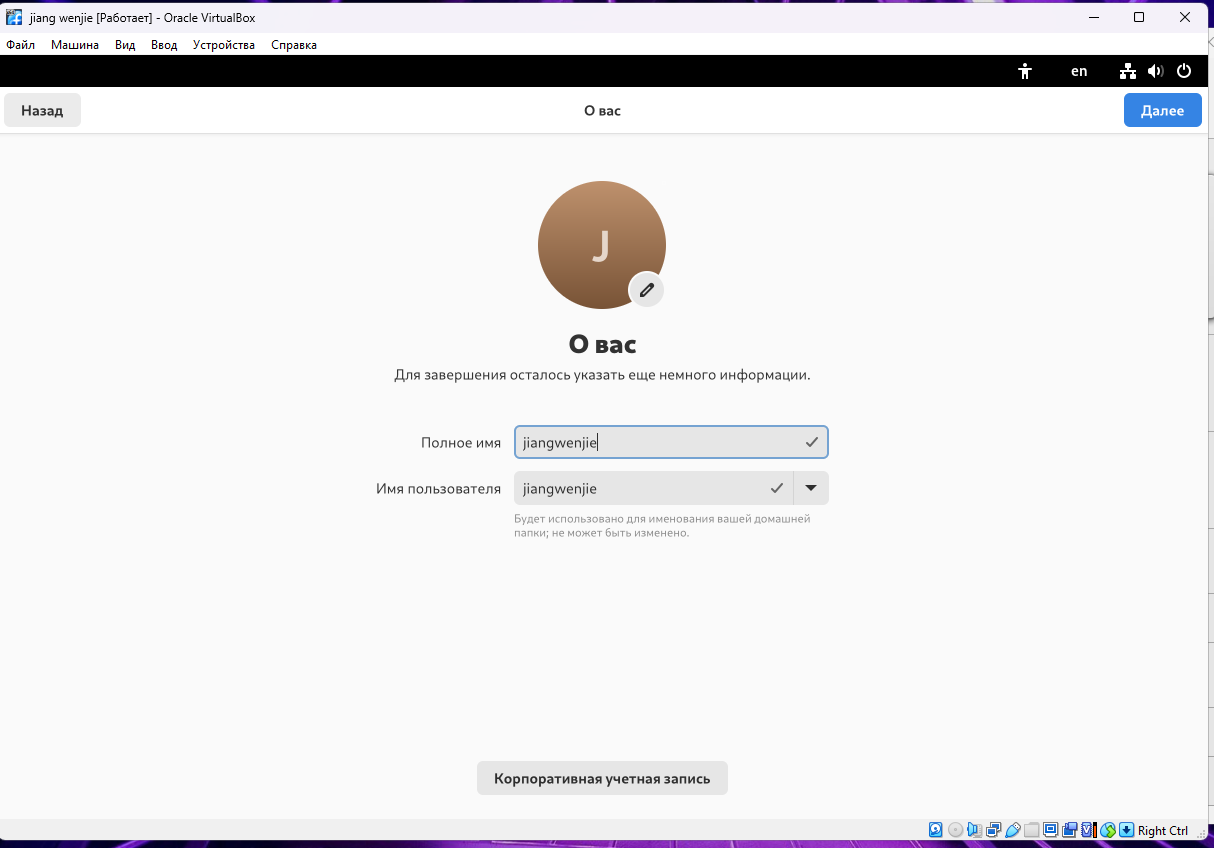 jiang wenjie [Работает] - Oracle VirtualBox
Файл Машина Вид Ввод Устройства Справка
en
Назад О вас Далее
J
О вас
Для завершения осталось указать еще немного информации.
Полное имя jiangwenjie
Имя пользователя jiangwenjie
Будет использовано для именования вашей домашней
папки; не может быть изменено.
Корпоративная учетная запись
Right Ctrl